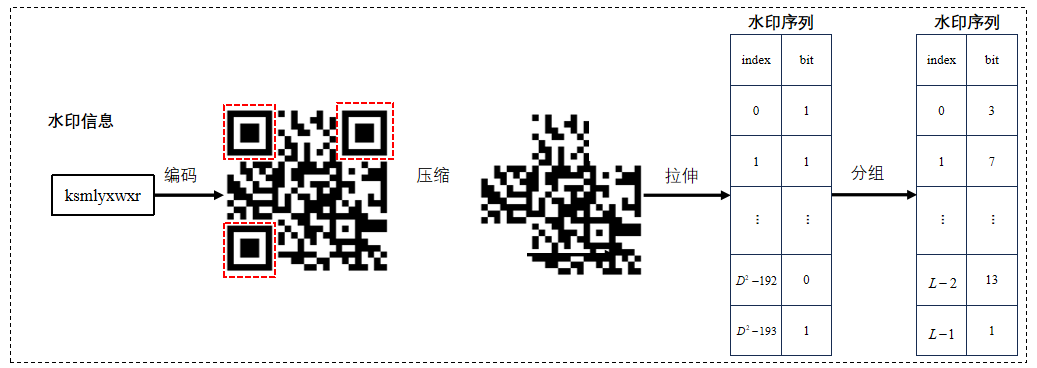 水印信息
ksmlyxwxr
编码
压缩
拉伸
水印序列
index bit
0 1
1 1
⋮ ⋮
D²−192 0
D²−193 1
分组
水印序列
index bit
0 3
1 7
⋮ ⋮
L−2 13
L−1 1